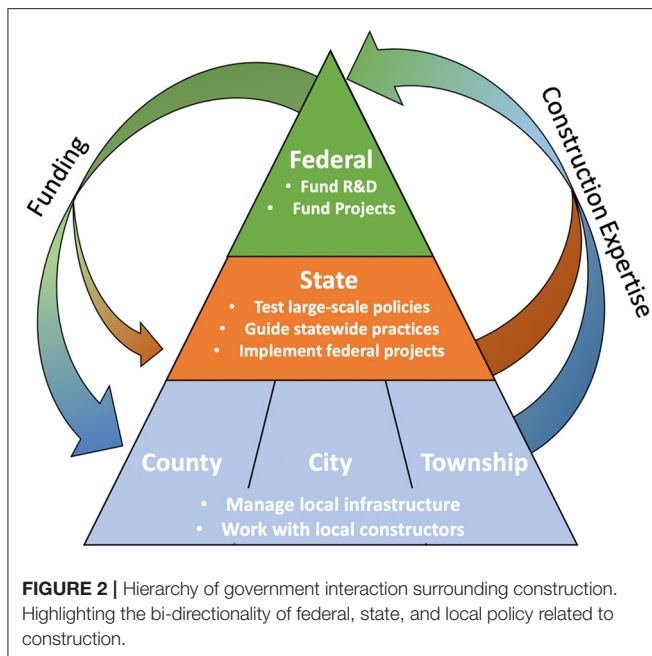 Funding
Construction Expertise
Federal
• Fund R&D
• Fund Projects
State
• Test large-scale policies
• Guide statewide practices
• Implement federal projects
County
City
Township
• Manage local infrastructure
• Work with local constructors
FIGURE 2 | Hierarchy of government interaction surrounding construction.
Highlighting the bi-directionality of federal, state, and local policy related to
construction.